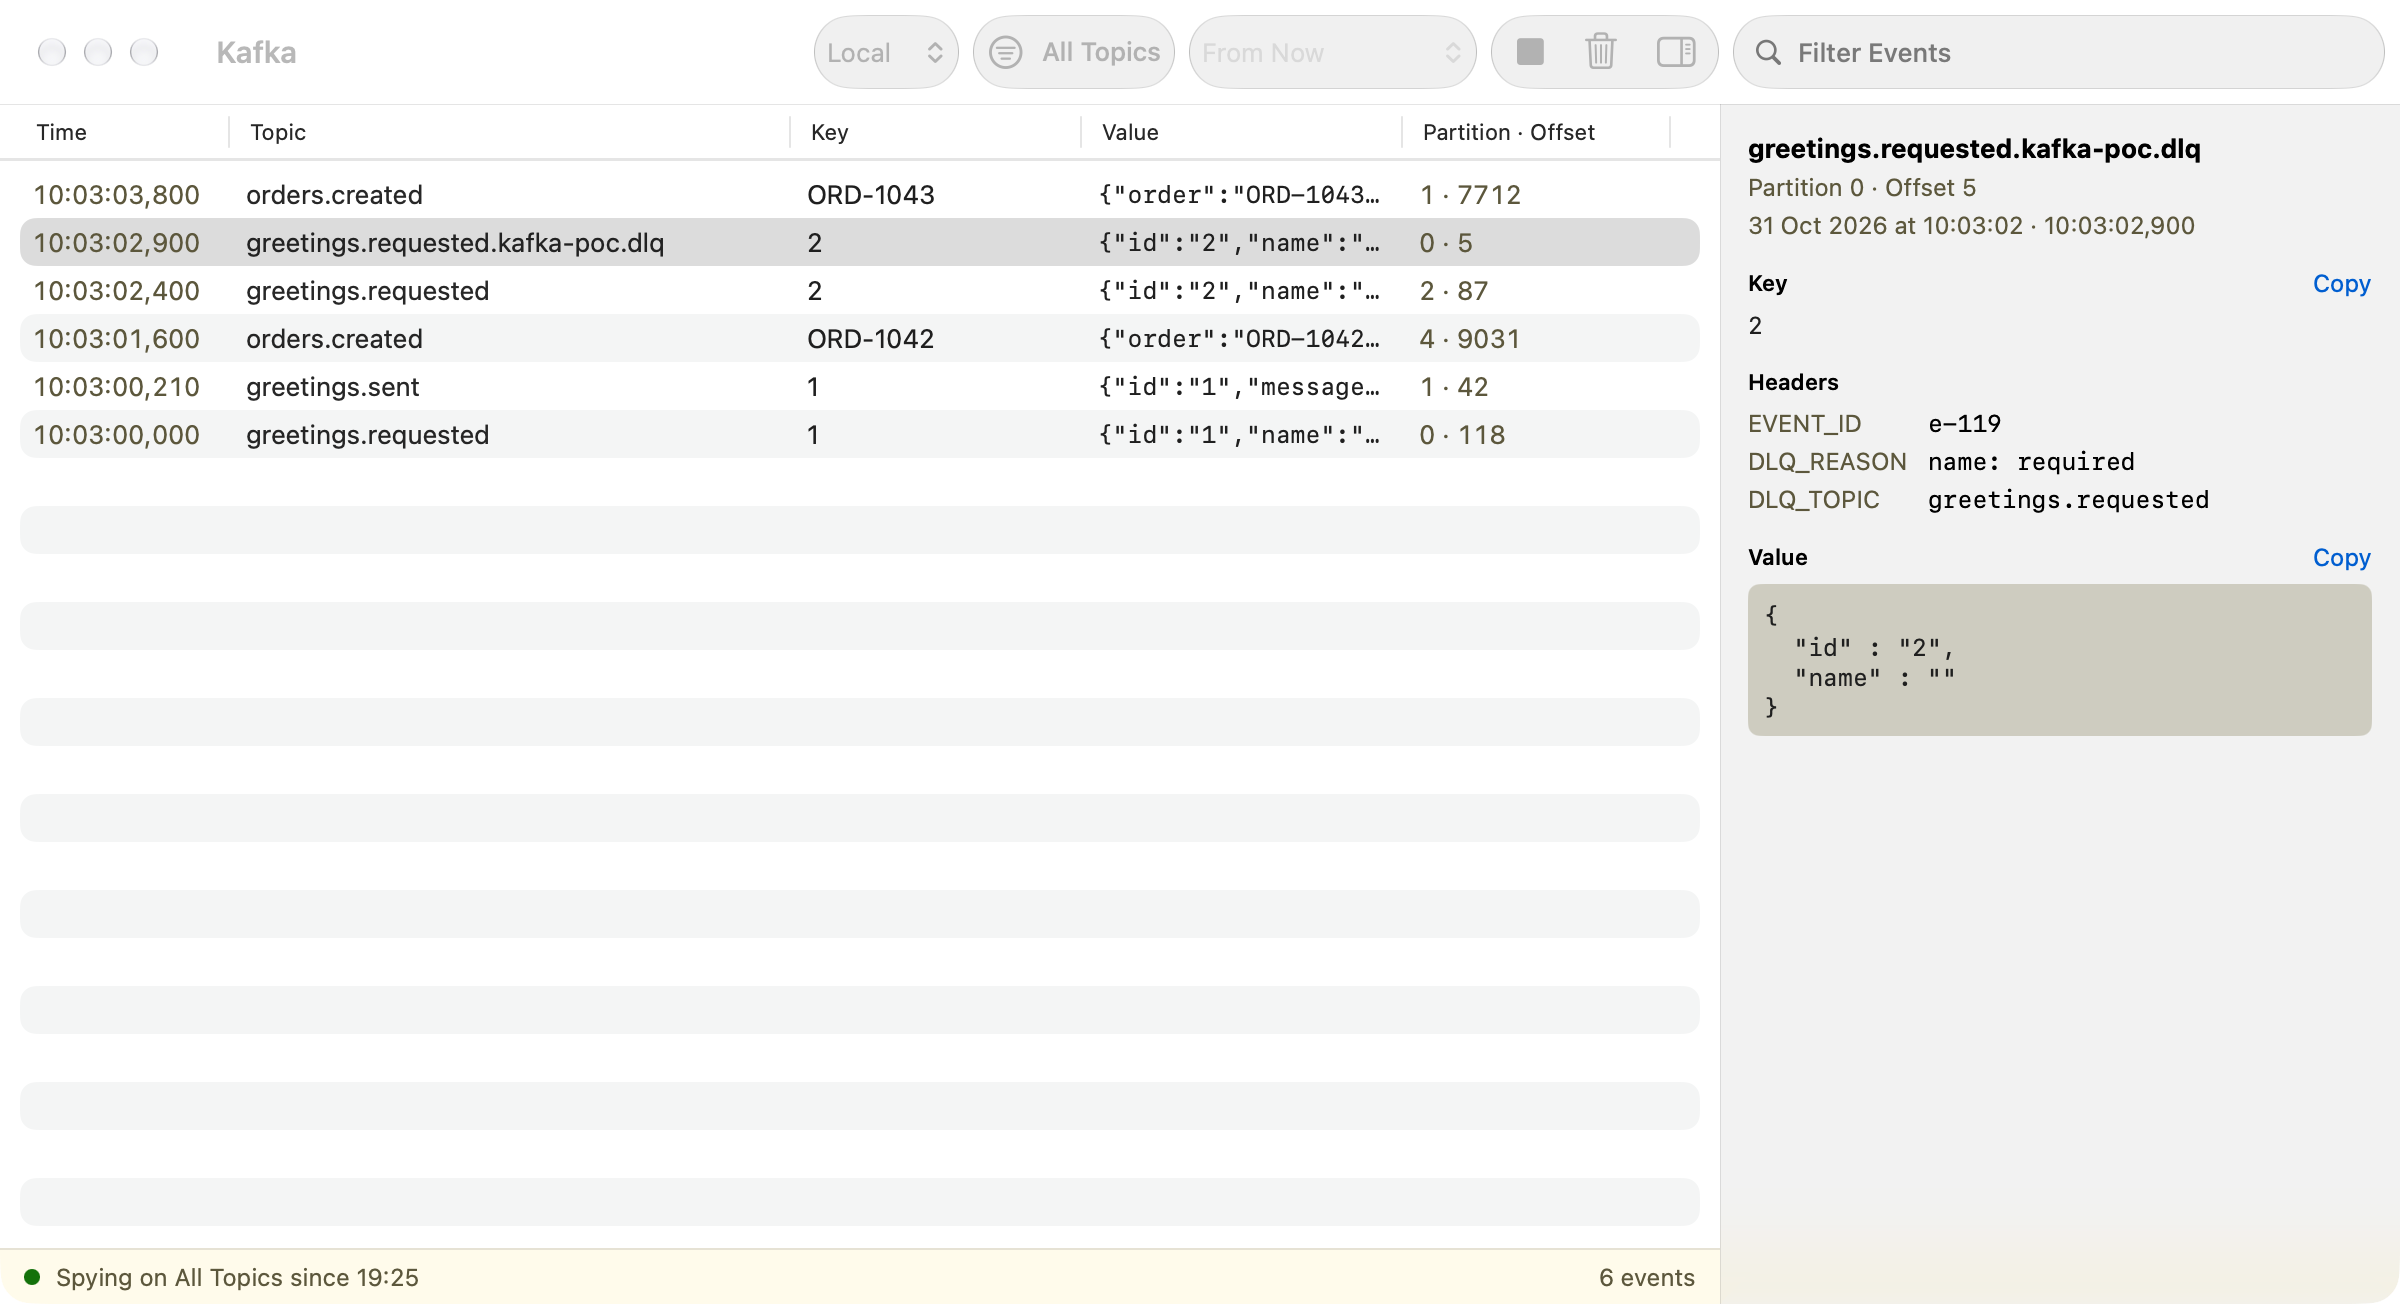 Kafka
Local
All Topics
From Now
Filter Events
Time Topic Key Value Partition · Offset
10:03:03,800 orders.created ORD-1043 {"order":"ORD-1043… 1 · 7712
10:03:02,900 greetings.requested.kafka-poc.dlq 2 {"id":"2","name":"… 0 · 5
10:03:02,400 greetings.requested 2 {"id":"2","name":"… 2 · 87
10:03:01,600 orders.created ORD-1042 {"order":"ORD-1042… 4 · 9031
10:03:00,210 greetings.sent 1 {"id":"1","message… 1 · 42
10:03:00,000 greetings.requested 1 {"id":"1","name":"… 0 · 118
Spying on All Topics since 19:25
6 events
greetings.requested.kafka-poc.dlq
Partition 0 · Offset 5
31 Oct 2026 at 10:03:02 · 10:03:02,900
Key Copy
2
Headers
EVENT_ID e-119
DLQ_REASON name: required
DLQ_TOPIC greetings.requested
Value Copy
{
  "id" : "2",
  "name" : ""
}